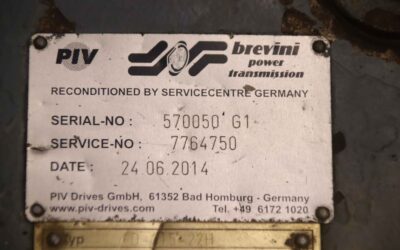 PIV brevini
power
transmission
RECONDITIONED BY SERVICECENTRE GERMANY
SERIAL-NO : 570050 G1
SERVICE-NO : 7764750
DATE : 24.06.2014
PIV Drives GmbH, 61352 Bad Homburg - Germany
www.piv-drives.com Tel. +49 6172 1020